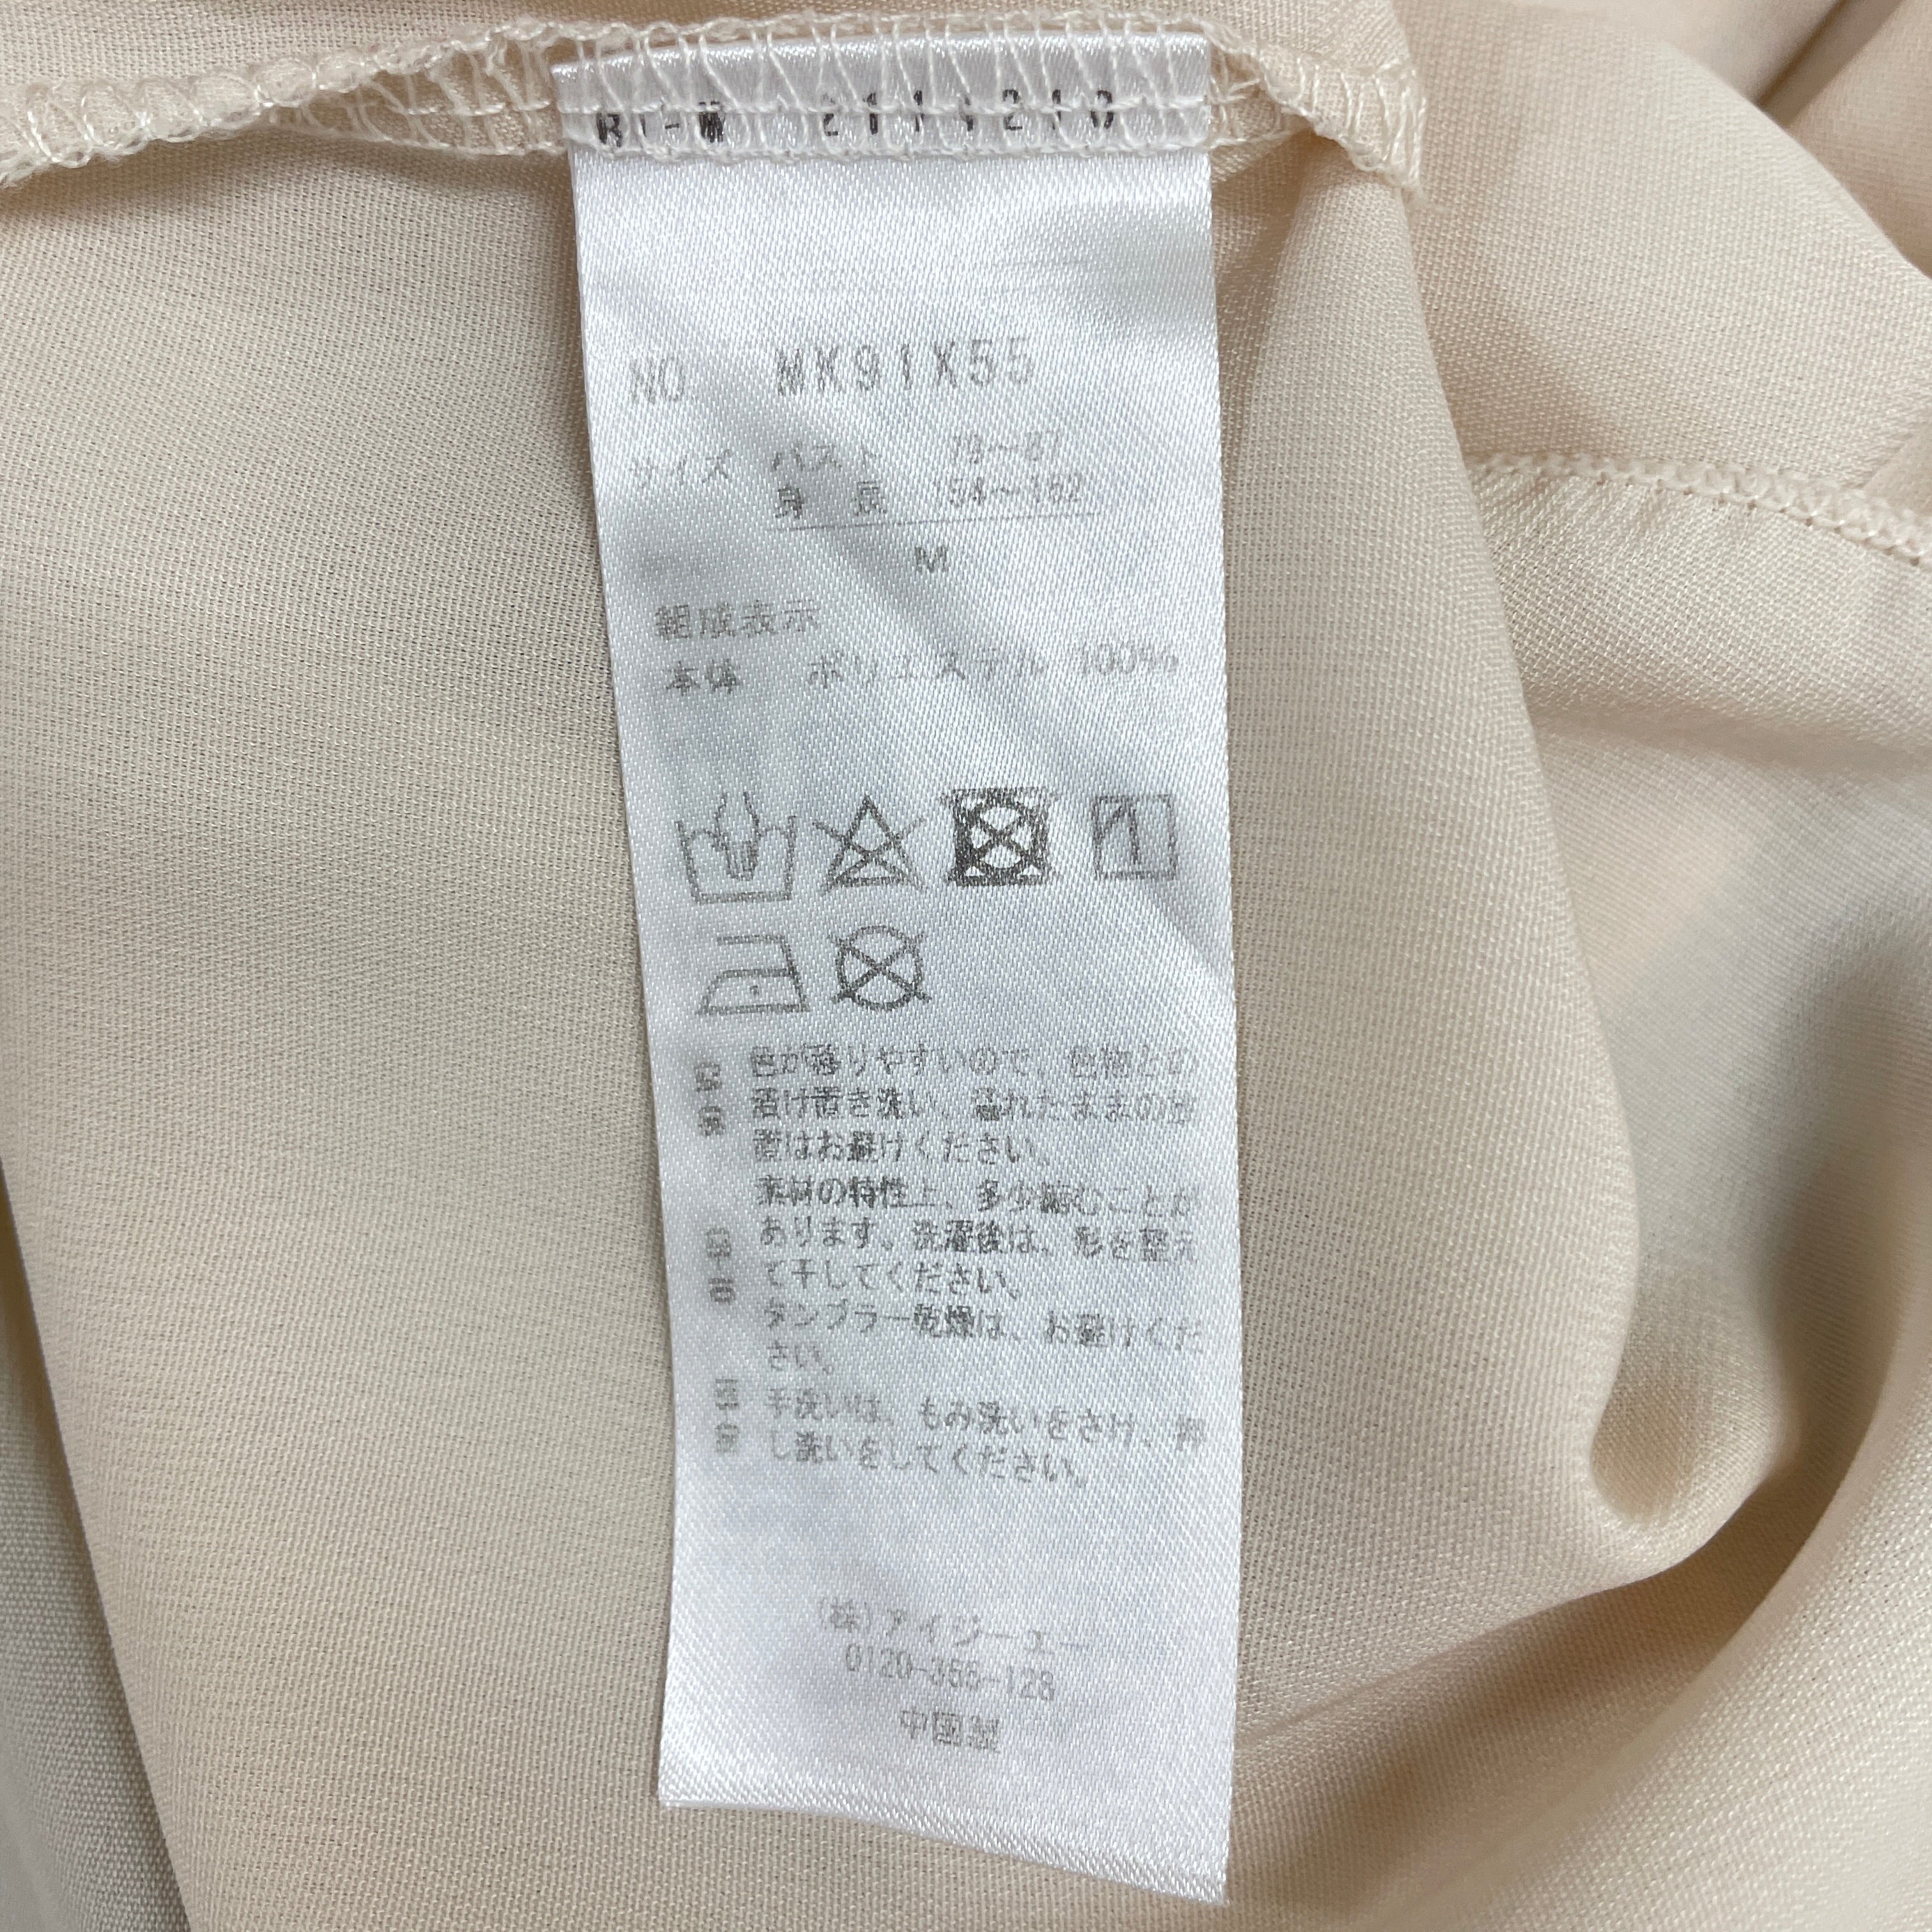 NO. MK91X55
サイズ バスト 79～87
身長 154～162
M
組成表示
本体 ポリエステル 100%
色が移りやすいので、色物との
漬け置き洗い、濡れたままの放
置はお避けください。
素材の特性上、多少縮むことが
あります。洗濯後は、形を整え
て干してください。
タンブラー乾燥は、お避けくだ
さい。
手洗いは、もみ洗いをさけ、押
し洗いをしてください。
(株)アイジーエー
中国製